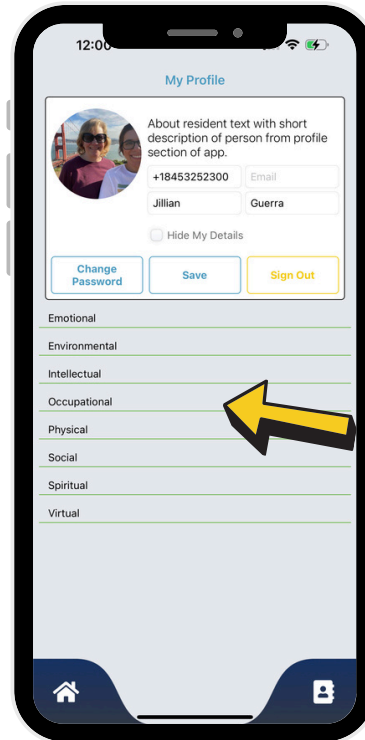 12:00
My Profile
About resident text with short
description of person from profile
section of app.
+18453252300 Email
Jillian Guerra
Hide My Details
Change
Password
Save
Sign Out
Emotional
Environmental
Intellectual
Occupational
Physical
Social
Spiritual
Virtual